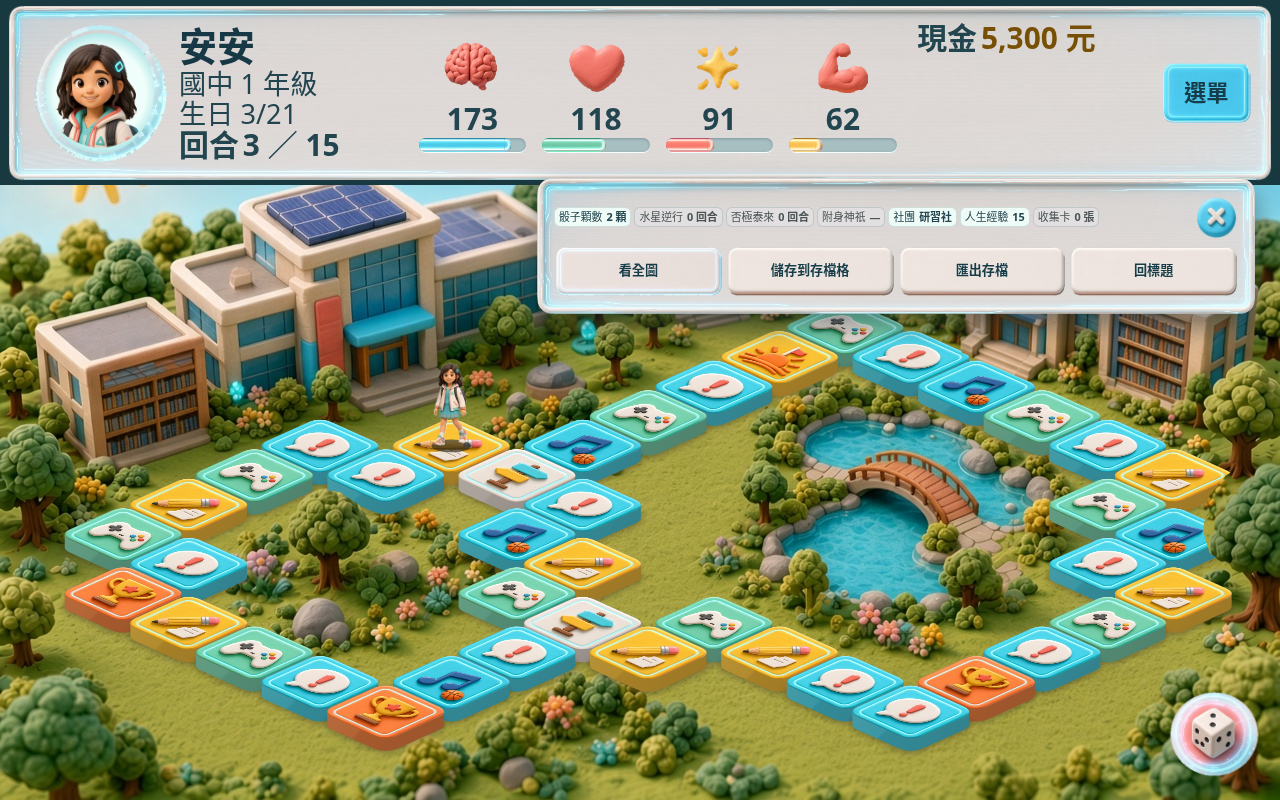 安安
國中 1 年級
生日 3/21
回合 3 ／ 15
173
118
91
62
現金 5,300 元
選單
骰子顆數 2 顆
水星逆行 0 回合
否極泰來 0 回合
附身神祇 —
社團 研習社
人生經驗 15
收集卡 0 張
看全圖
儲存到存檔格
匯出存檔
回標題